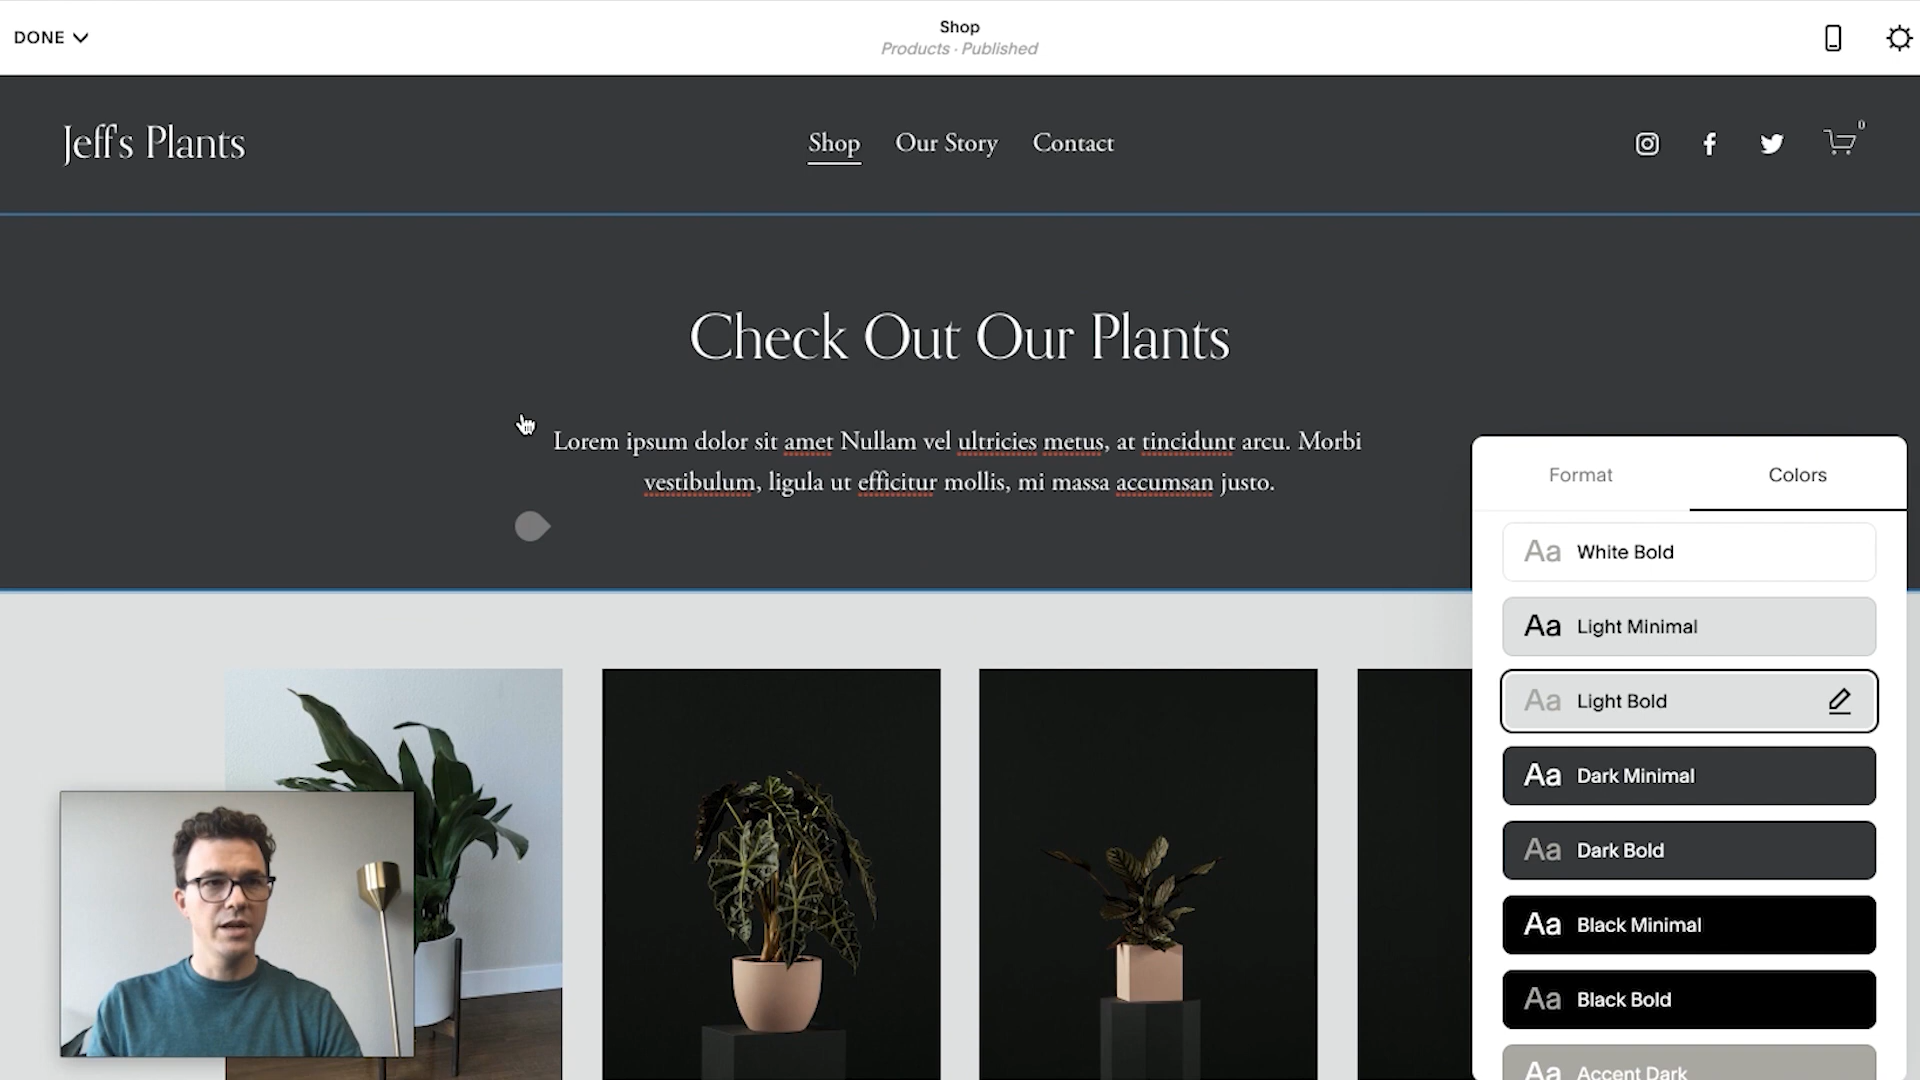 DONE
Shop
Products · Published
Jeff's Plants
Shop
Our Story
Contact
0
Check Out Our Plants
Lorem ipsum dolor sit amet Nullam vel ultricies metus, at tincidunt arcu. Morbi
vestibulum, ligula ut efficitur mollis, mi massa accumsan justo.
Format
Colors
Aa White Bold
Aa Light Minimal
Aa Light Bold
Aa Dark Minimal
Aa Dark Bold
Aa Black Minimal
Aa Black Bold
Aa Accent Dark